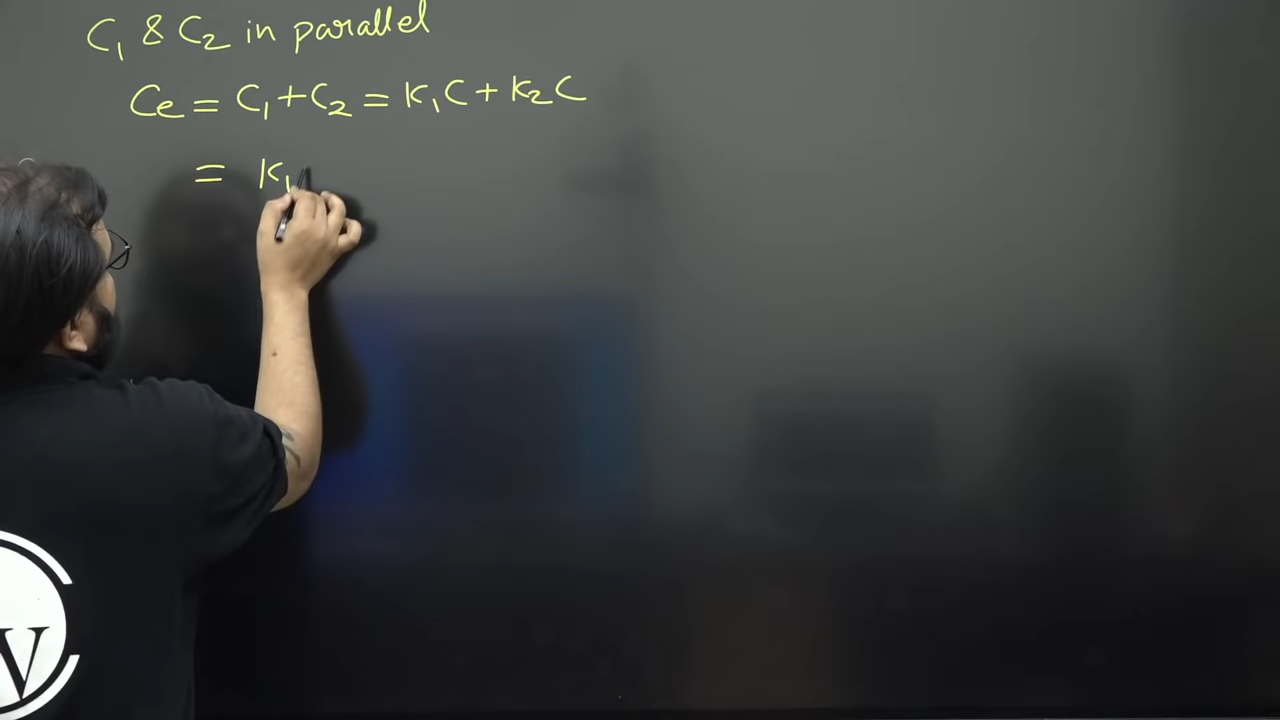 C₁ & C₂ in parallel
Ce = C₁ + C₂ = K₁C + K₂C
= K₁
V